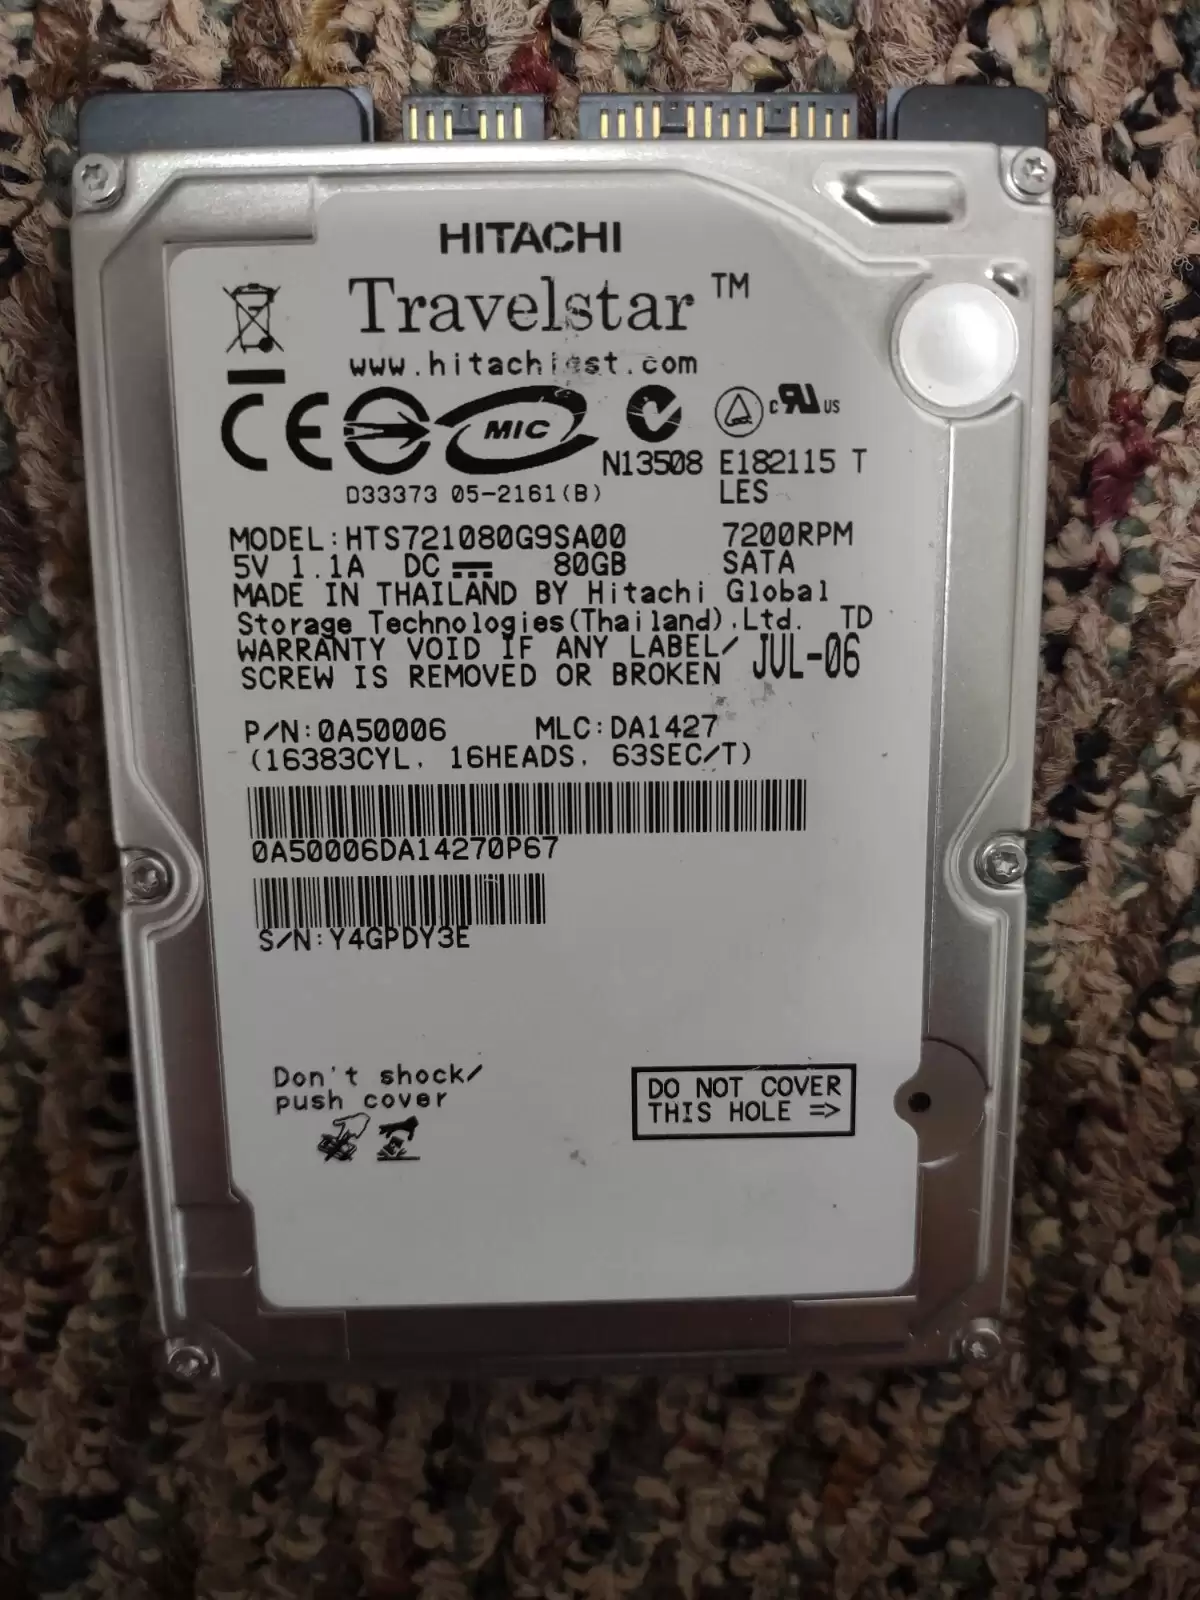 HITACHI
Travelstar™
www.hitachigst.com
CE MIC c RU US
N13508 E182115 T
D33373 05-2161(B) LES
MODEL:HTS721080G9SA00 7200RPM
5V 1.1A DC 80GB SATA
MADE IN THAILAND BY Hitachi Global
Storage Technologies(Thailand),Ltd. TD
WARRANTY VOID IF ANY LABEL/ JUL-06
SCREW IS REMOVED OR BROKEN
P/N:0A50006 MLC:DA1427
(16383CYL. 16HEADS. 63SEC/T)
0A50006DA14270P67
S/N:Y4GPDY3E
Don't shock/
push cover
DO NOT COVER
THIS HOLE =>